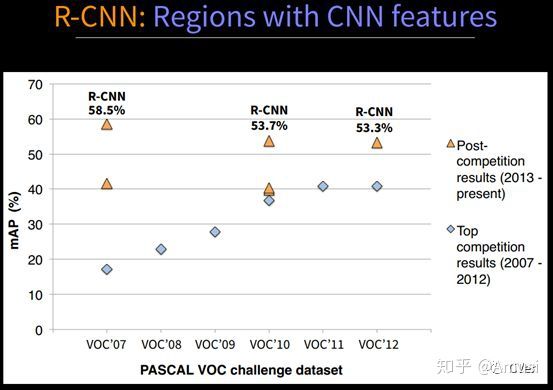 R-CNN: Regions with CNN features
70
60
50
40
30
20
10
0
mAP (%)
R-CNN
58.5%
R-CNN
53.7%
R-CNN
53.3%
VOC'07
VOC'08
VOC'09
VOC'10
VOC'11
VOC'12
PASCAL VOC challenge dataset
Post-
competition
results (2013 -
present)
Top
competition
results (2007 -
2012)
知乎